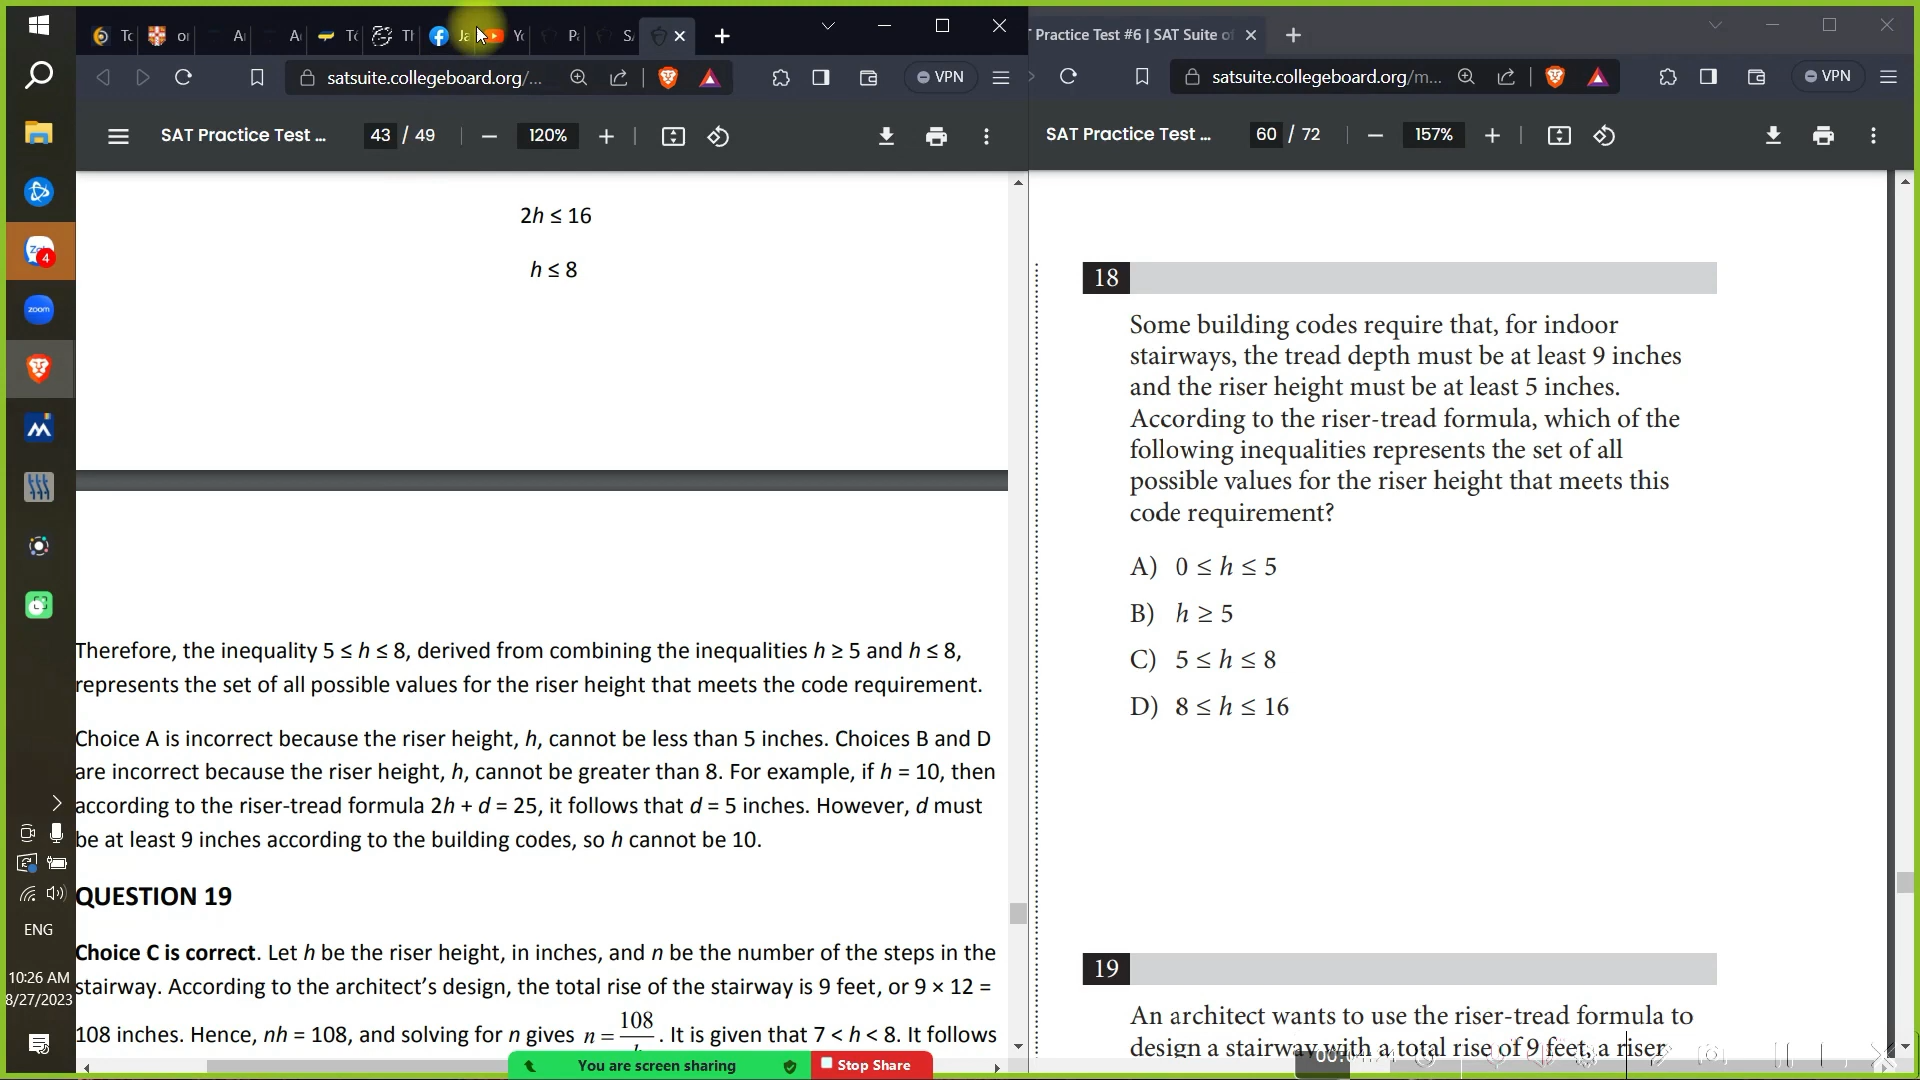 To
or
Ai
Ai
Tố
Th
Ja
Yo
Pa
SA
Practice Test #6 | SAT Suite of
satsuite.collegeboard.org/...
VPN
satsuite.collegeboard.org/m...
VPN
SAT Practice Test ...
43 / 49
120%
SAT Practice Test ...
60 / 72
157%
2h ≤ 16
h ≤ 8
Therefore, the inequality 5 ≤ h ≤ 8, derived from combining the inequalities h ≥ 5 and h ≤ 8,
represents the set of all possible values for the riser height that meets the code requirement.
Choice A is incorrect because the riser height, h, cannot be less than 5 inches. Choices B and D
are incorrect because the riser height, h, cannot be greater than 8. For example, if h = 10, then
according to the riser-tread formula 2h + d = 25, it follows that d = 5 inches. However, d must
be at least 9 inches according to the building codes, so h cannot be 10.
QUESTION 19
Choice C is correct. Let h be the riser height, in inches, and n be the number of the steps in the
stairway. According to the architect's design, the total rise of the stairway is 9 feet, or 9 × 12 =
108 inches. Hence, nh = 108, and solving for n gives n = 108/h. It is given that 7 < h < 8. It follows
18
Some building codes require that, for indoor
stairways, the tread depth must be at least 9 inches
and the riser height must be at least 5 inches.
According to the riser-tread formula, which of the
following inequalities represents the set of all
possible values for the riser height that meets this
code requirement?
A) 0 ≤ h ≤ 5
B) h ≥ 5
C) 5 ≤ h ≤ 8
D) 8 ≤ h ≤ 16
19
An architect wants to use the riser-tread formula to
design a stairway with a total rise of 9 feet, a riser
4
zoom
ENG
10:26 AM
8/27/2023
You are screen sharing
Stop Share